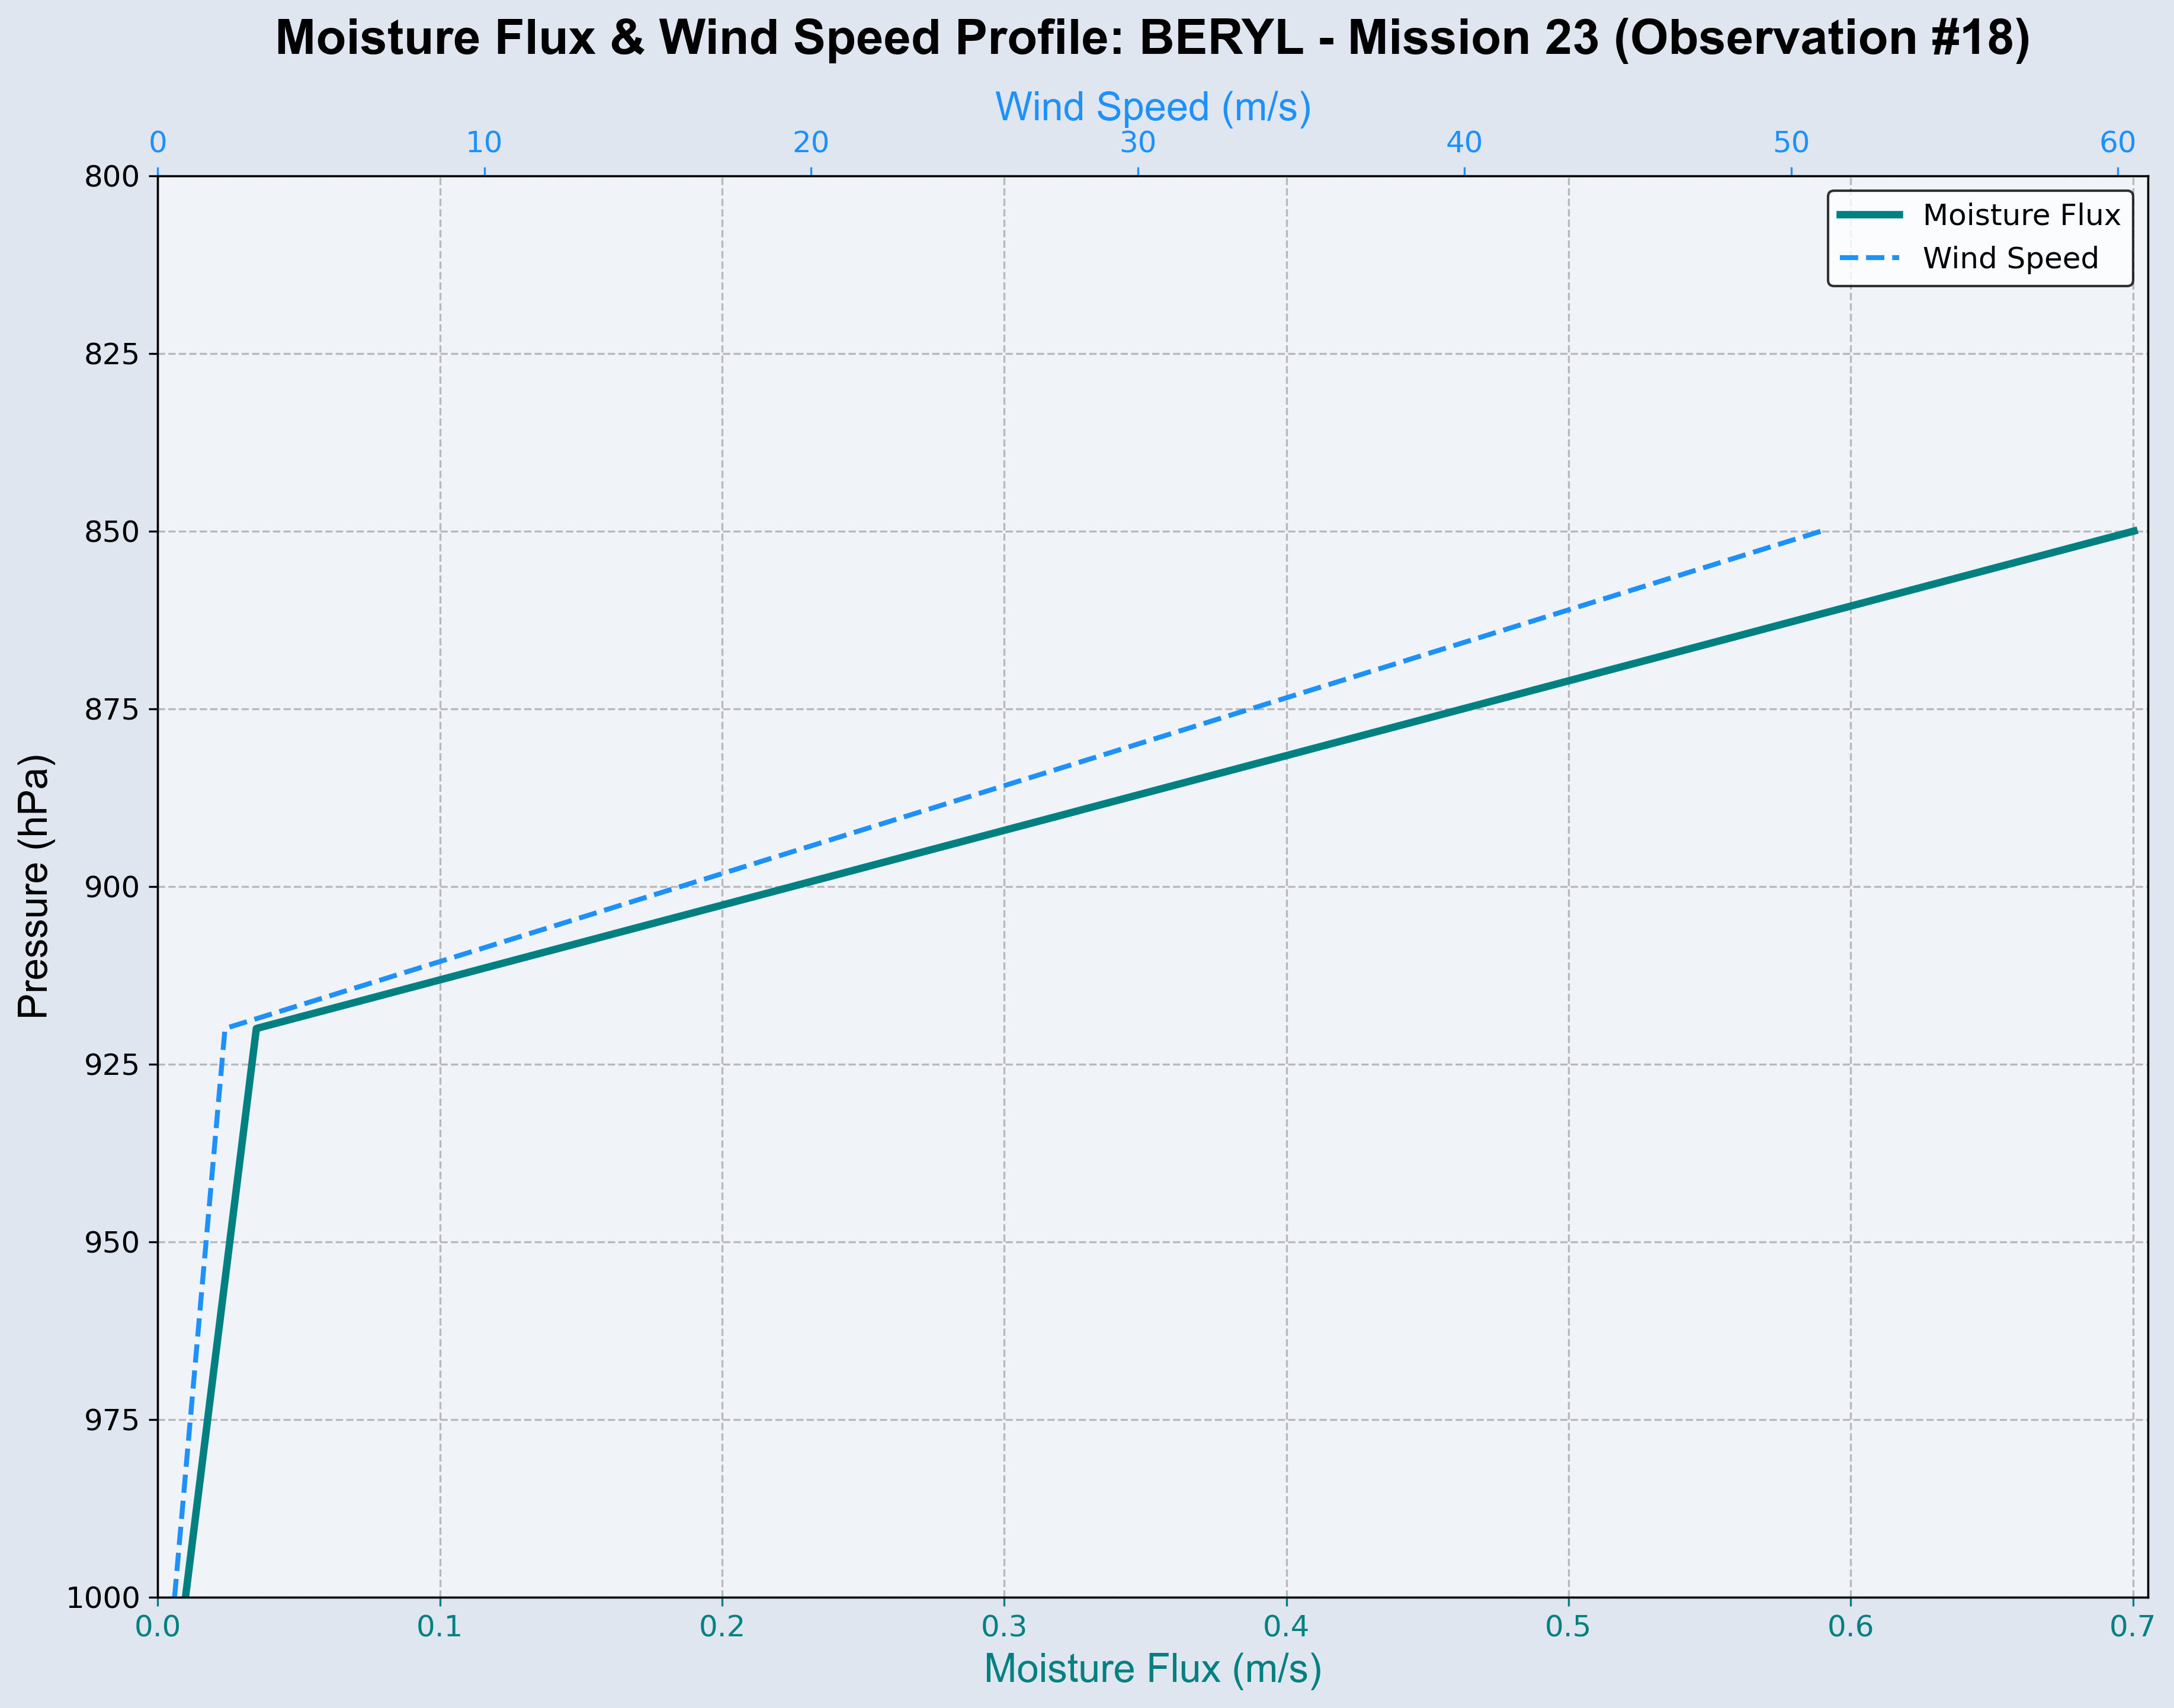 Moisture Flux & Wind Speed Profile: BERYL - Mission 23 (Observation #18)
Wind Speed (m/s)
0 10 20 30 40 50 60
Moisture Flux
Wind Speed
800
825
850
875
900
925
950
975
1000
Pressure (hPa)
0.0 0.1 0.2 0.3 0.4 0.5 0.6 0.7
Moisture Flux (m/s)